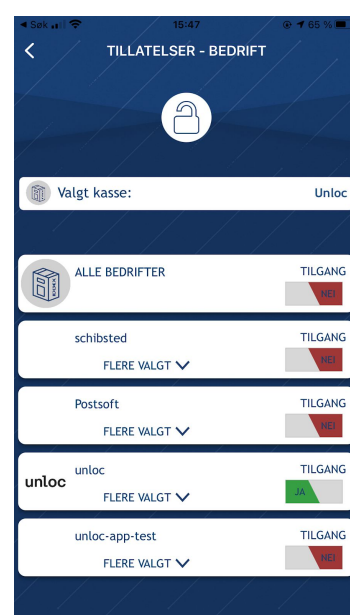 ◀ Søk 15:47 65 %
TILLATELSER - BEDRIFT
Valgt kasse: Unloc
ALLE BEDRIFTER TILGANG
NEI
schibsted TILGANG
FLERE VALGT NEI
Postsoft TILGANG
FLERE VALGT NEI
unloc unloc TILGANG
FLERE VALGT JA
unloc-app-test TILGANG
FLERE VALGT NEI